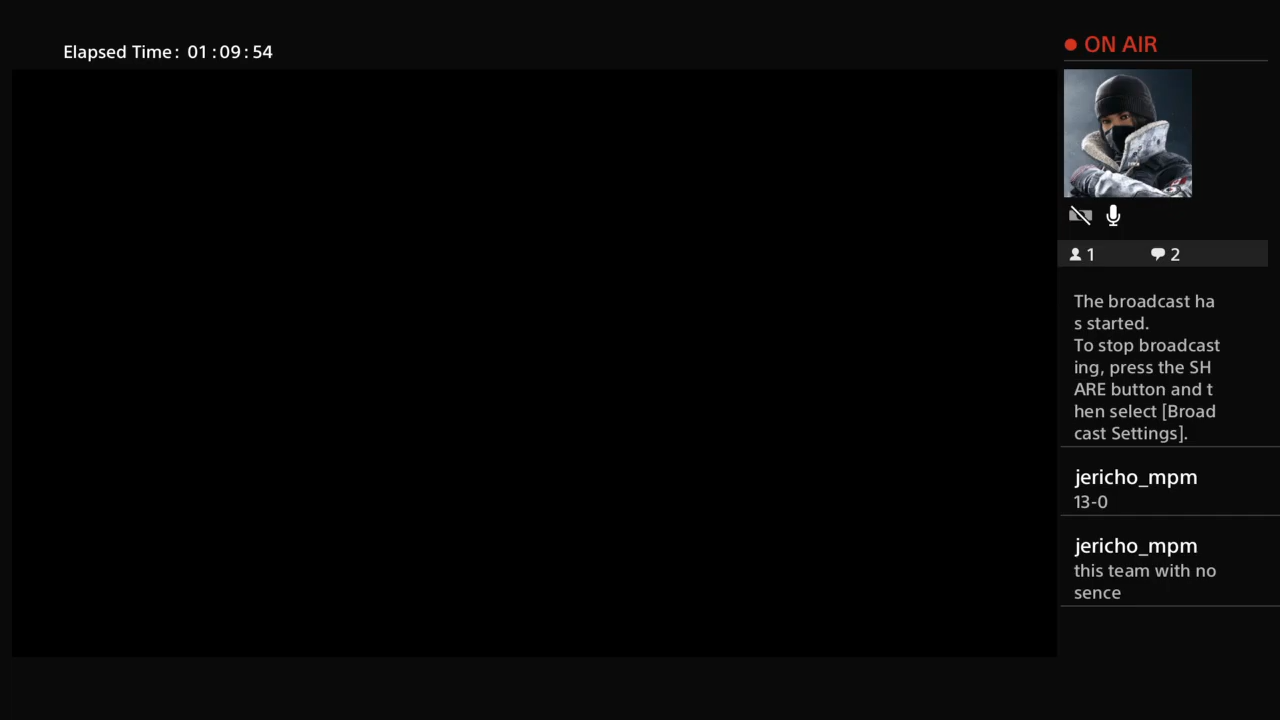 Elapsed Time: 01:09:54
ON AIR
1 2
The broadcast ha
s started.
To stop broadcast
ing, press the SH
ARE button and t
hen select [Broad
cast Settings].
jericho_mpm
13-0
jericho_mpm
this team with no
sence